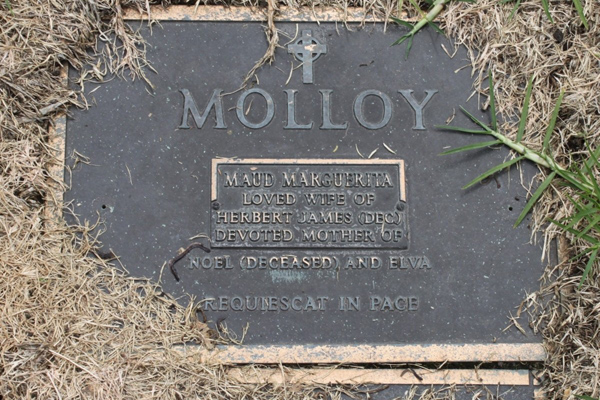 MOLLOY
MAUD MARGUERITA
LOVED WIFE OF
HERBERT JAMES (DEC)
DEVOTED MOTHER OF
NOEL (DECEASED) AND ELVA
REQUIESCAT IN PACE